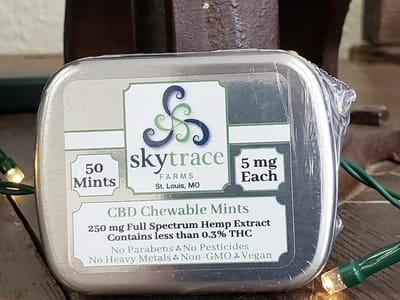 skytrace
FARMS
St. Louis, MO
50
Mints
5 mg
Each
CBD Chewable Mints
250 mg Full Spectrum Hemp Extract
Contains less than 0.3% THC
No Parabens No Pesticides
No Heavy Metals Non-GMO Vegan